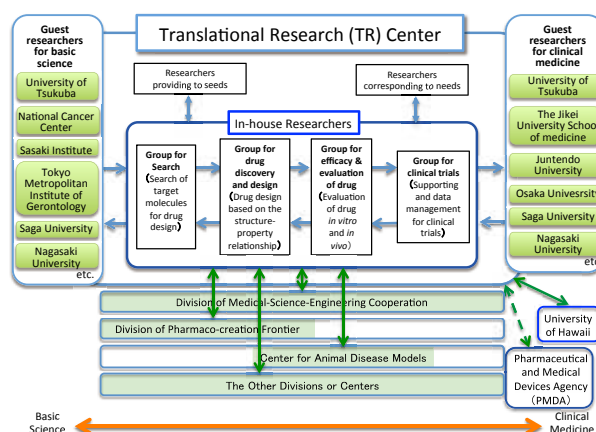 Guest
researchers
for basic
science
University of
Tsukuba
National Cancer
Center
Sasaki Institute
Tokyo
Metropolitan
Institute of
Gerontology
Saga University
Nagasaki
University
etc.
Translational Research (TR) Center
Researchers
providing to seeds
Researchers
corresponding to needs
In-house Researchers
Group for
Search
(Search of
target
molecules
for drug
design)
Group for
drug
discovery
and design
(Drug design
based on the
structure-
property
relationship)
Group for
efficacy &
evaluation
of drug
(Evaluation
of drug
in vitro
and in
vivo)
Group for
clinical trials
(Supporting
and data
management
for clinical
trials)
Guest
researchers
for clinical
medicine
University of
Tsukuba
The Jikei
University School
of medicine
Juntendo
University
Osaka Univesrsity
Saga University
Nagasaki
University
etc
Division of Medical-Science-Engineering Cooperation
Division of Pharmaco-creation Frontier
Center for Animal Disease Models
The Other Divisions or Centers
University
of Hawaii
Pharmaceutical
and Medical
Devices Agency
(PMDA)
Basic
Science
Clinical
Medicine